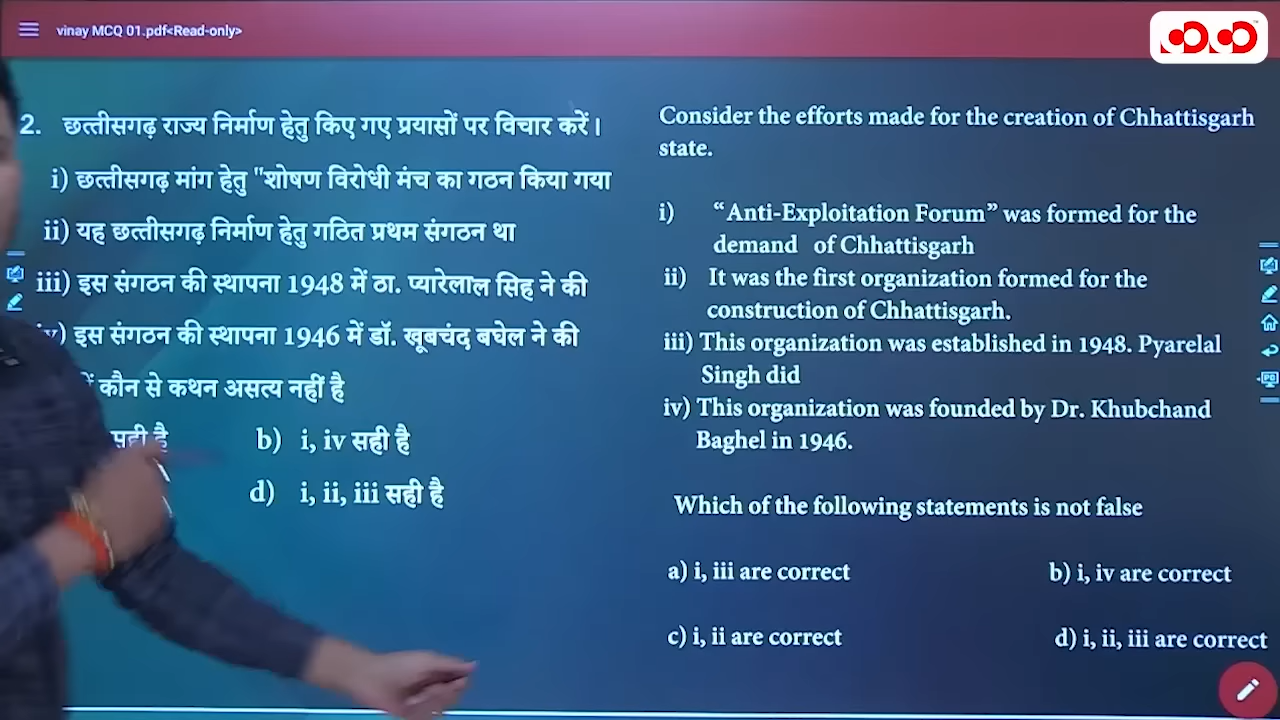 vinay MCQ 01.pdf<Read-only>
2. छत्तीसगढ़ राज्य निर्माण हेतु किए गए प्रयासों पर विचार करें।
i) छत्तीसगढ़ मांग हेतु "शोषण विरोधी मंच का गठन किया गया
ii) यह छत्तीसगढ़ निर्माण हेतु गठित प्रथम संगठन था
iii) इस संगठन की स्थापना 1948 में ठा. प्यारेलाल सिह ने की
iv) इस संगठन की स्थापना 1946 में डॉ. खूबचंद बघेल ने की
कौन से कथन असत्य नहीं है
सही है b) i, iv सही है
d) i, ii, iii सही है
Consider the efforts made for the creation of Chhattisgarh
state.
i) “Anti-Exploitation Forum” was formed for the
demand of Chhattisgarh
ii) It was the first organization formed for the
construction of Chhattisgarh.
iii) This organization was established in 1948. Pyarelal
Singh did
iv) This organization was founded by Dr. Khubchand
Baghel in 1946.
Which of the following statements is not false
a) i, iii are correct b) i, iv are correct
c) i, ii are correct d) i, ii, iii are correct